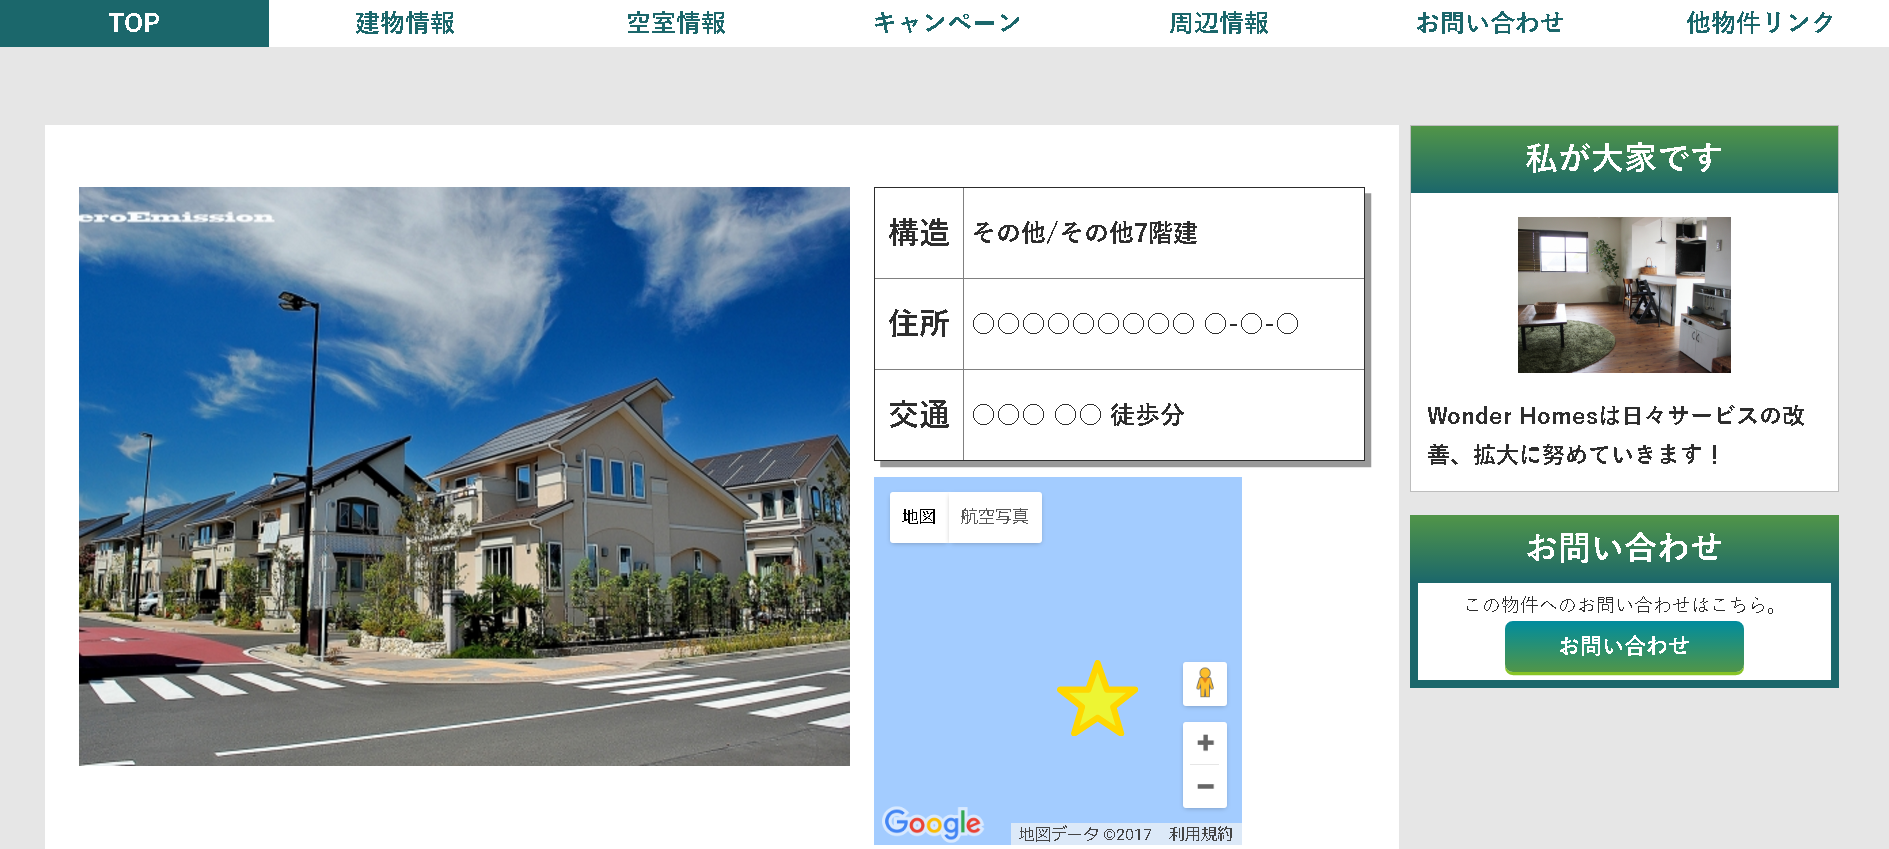 TOP
建物情報
空室情報
キャンペーン
周辺情報
お問い合わせ
他物件リンク
eroEmission
構造
その他/その他7階建
住所
○○○○○○○○○ ○-○-○
交通
○○○ ○○ 徒歩分
地図
航空写真
Google
地図データ ©2017
利用規約
私が大家です
Wonder Homesは日々サービスの改
善、拡大に努めていきます！
お問い合わせ
この物件へのお問い合わせはこちら。
お問い合わせ